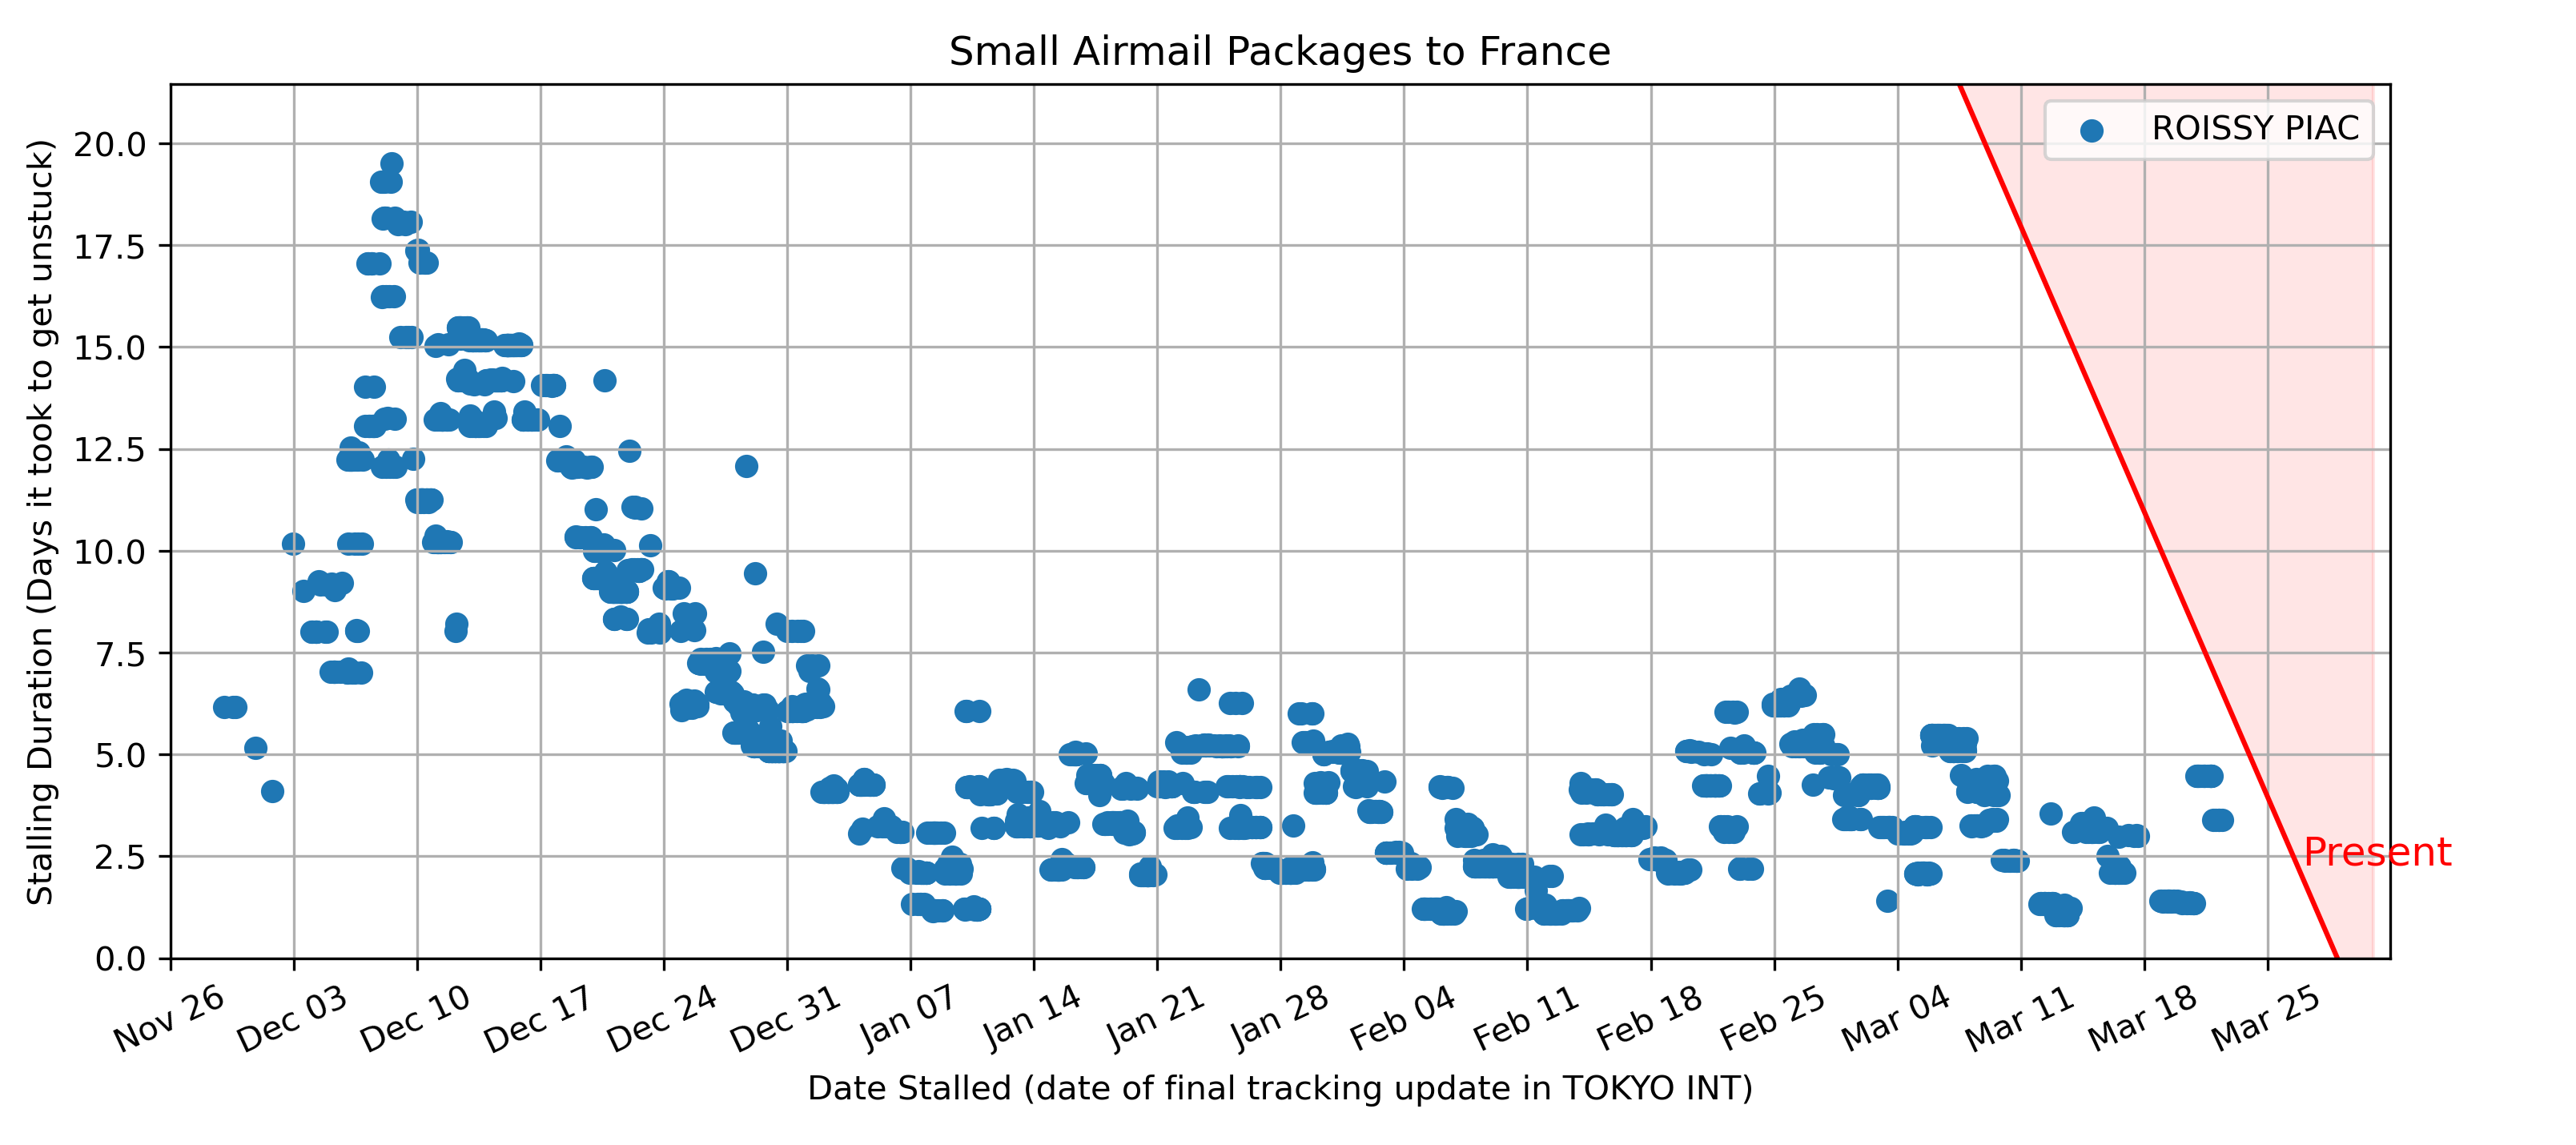 Small Airmail Packages to France
ROISSY PIAC
Stalling Duration (Days it took to get unstuck)
20.0
17.5
15.0
12.5
10.0
7.5
5.0
2.5
0.0
Present
Nov 26 Dec 03 Dec 10 Dec 17 Dec 24 Dec 31 Jan 07 Jan 14 Jan 21 Jan 28 Feb 04 Feb 11 Feb 18 Feb 25 Mar 04 Mar 11 Mar 18 Mar 25
Date Stalled (date of final tracking update in TOKYO INT)